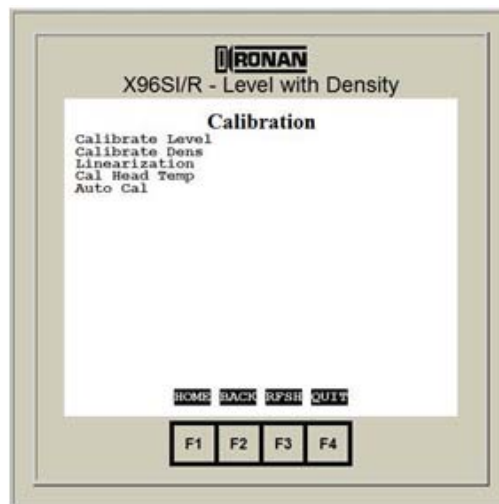 RONAN
X96SI/R - Level with Density
Calibration
Calibrate Level
Calibrate Dens
Linearization
Cal Head Temp
Auto Cal
HOME BACK RFSH QUIT
F1 F2 F3 F4